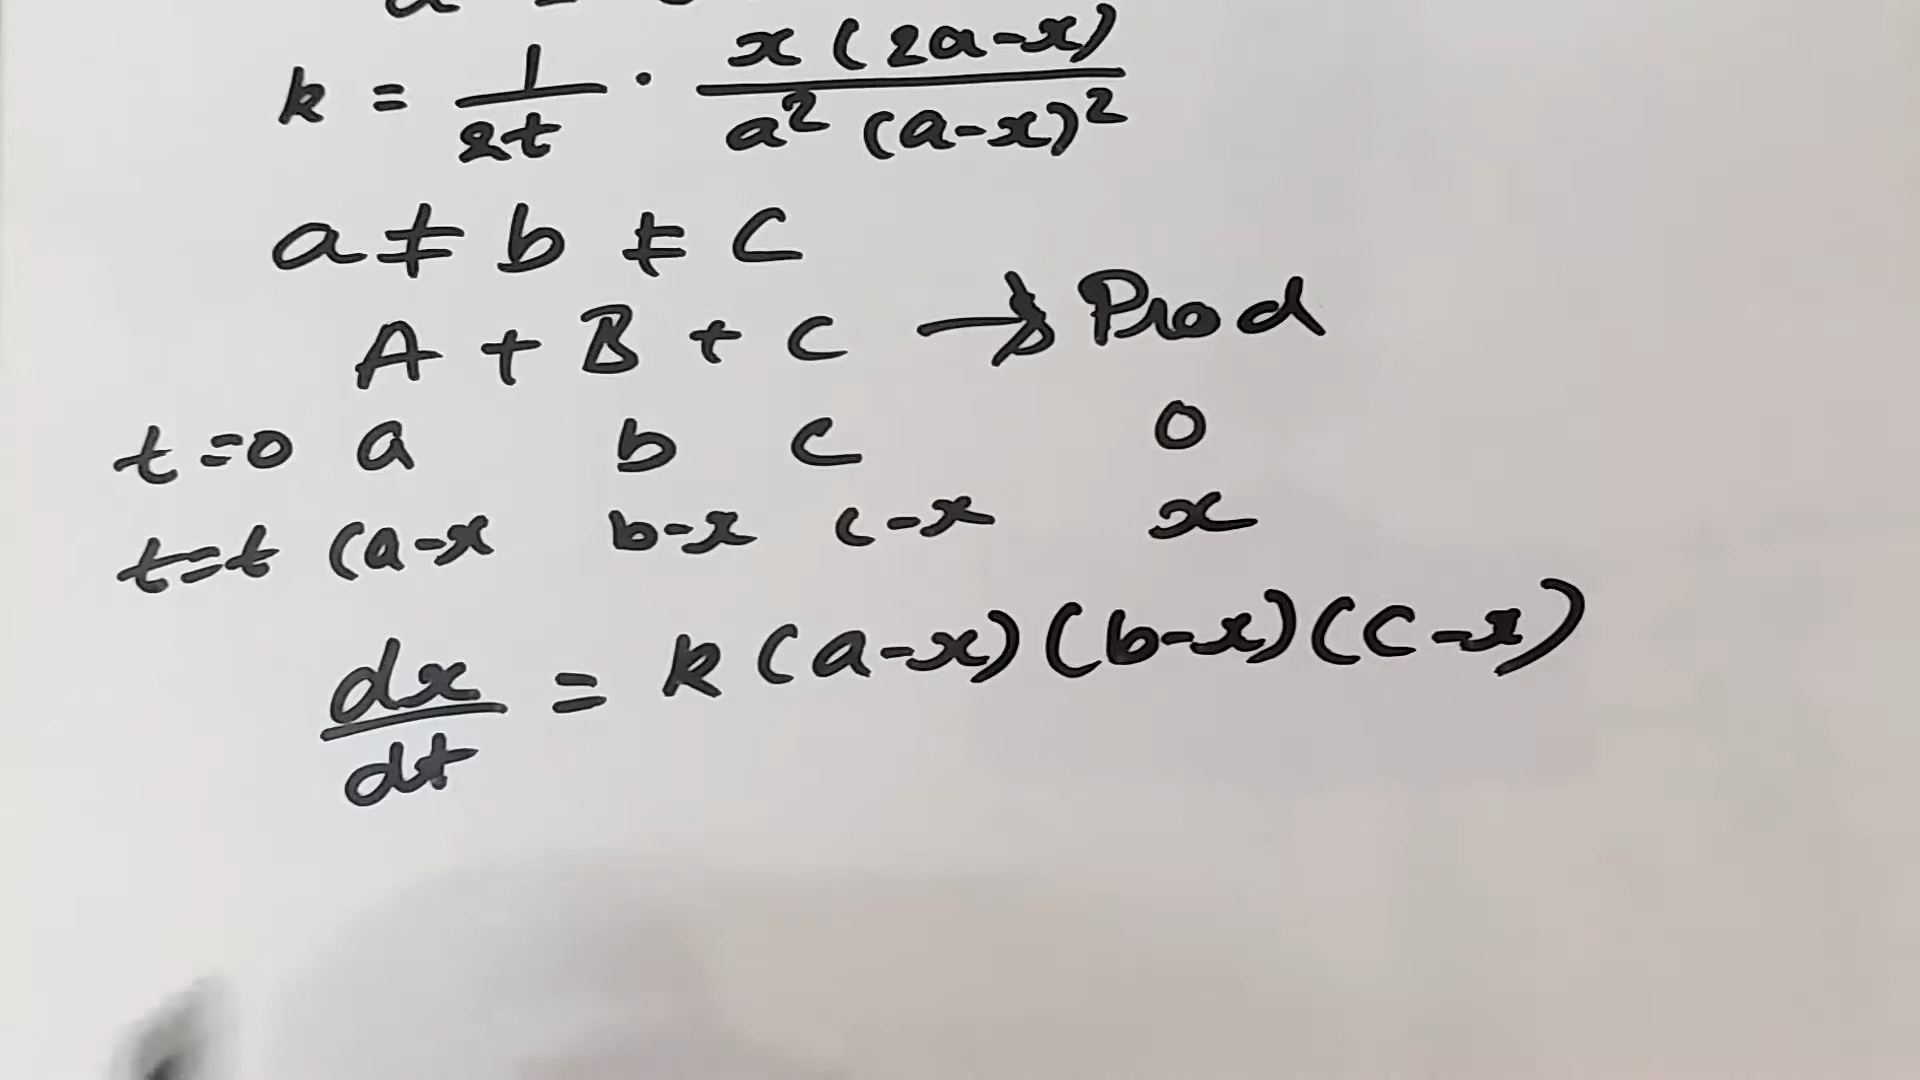 k = 1/2t · x(2a-x)/a² (a-x)²
a ≠ b ≠ C
A + B + C → Prod
t=0 a b c 0
t=t (a-x b-x c-x x
dx/dt = k(a-x)(b-x)(c-x)